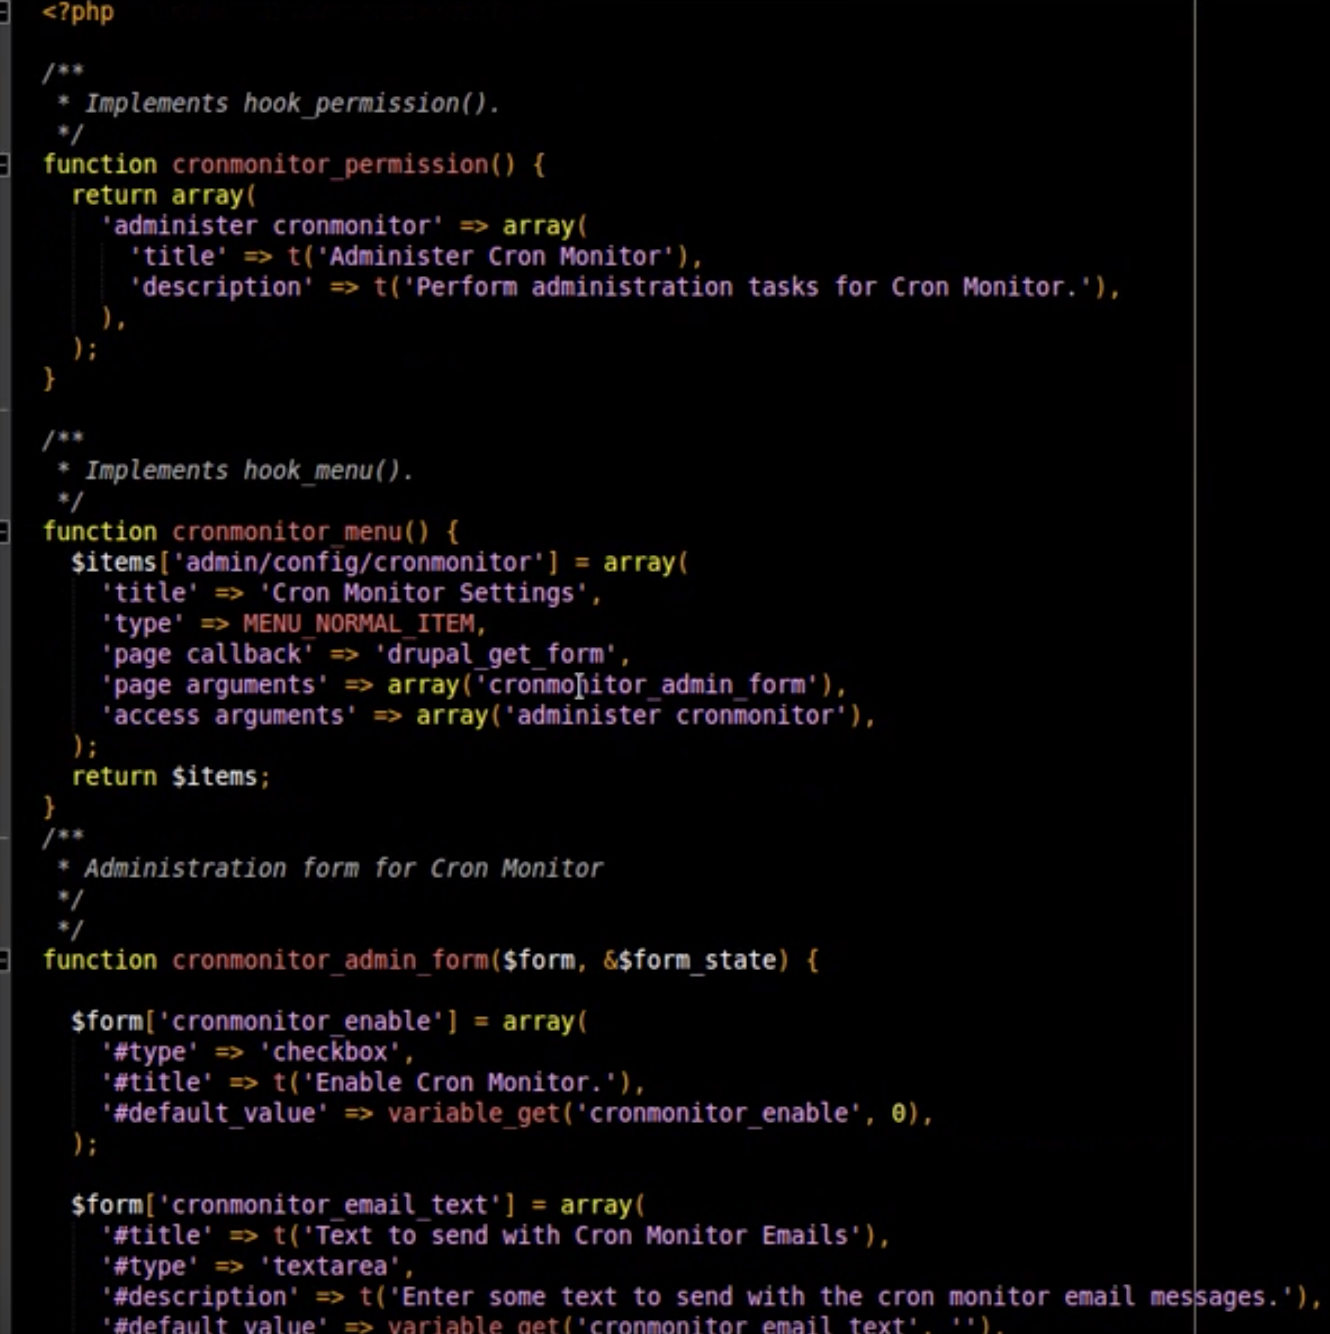 <?php

/**
 * Implements hook_permission().
 */
function cronmonitor_permission() {
  return array(
    'administer cronmonitor' => array(
      'title' => t('Administer Cron Monitor'),
      'description' => t('Perform administration tasks for Cron Monitor.'),
    ),
  );
}

/**
 * Implements hook_menu().
 */
function cronmonitor_menu() {
  $items['admin/config/cronmonitor'] = array(
    'title' => 'Cron Monitor Settings',
    'type' => MENU_NORMAL_ITEM,
    'page callback' => 'drupal_get_form',
    'page arguments' => array('cronmonitor_admin_form'),
    'access arguments' => array('administer cronmonitor'),
  );
  return $items;
}
/**
 * Administration form for Cron Monitor
 */
 */
function cronmonitor_admin_form($form, &$form_state) {

  $form['cronmonitor_enable'] = array(
    '#type' => 'checkbox',
    '#title' => t('Enable Cron Monitor.'),
    '#default_value' => variable_get('cronmonitor_enable', 0),
  );

  $form['cronmonitor_email_text'] = array(
    '#title' => t('Text to send with Cron Monitor Emails'),
    '#type' => 'textarea',
    '#description' => t('Enter some text to send with the cron monitor email messages.'),
    '#default_value' => variable_get('cronmonitor_email_text', ''),